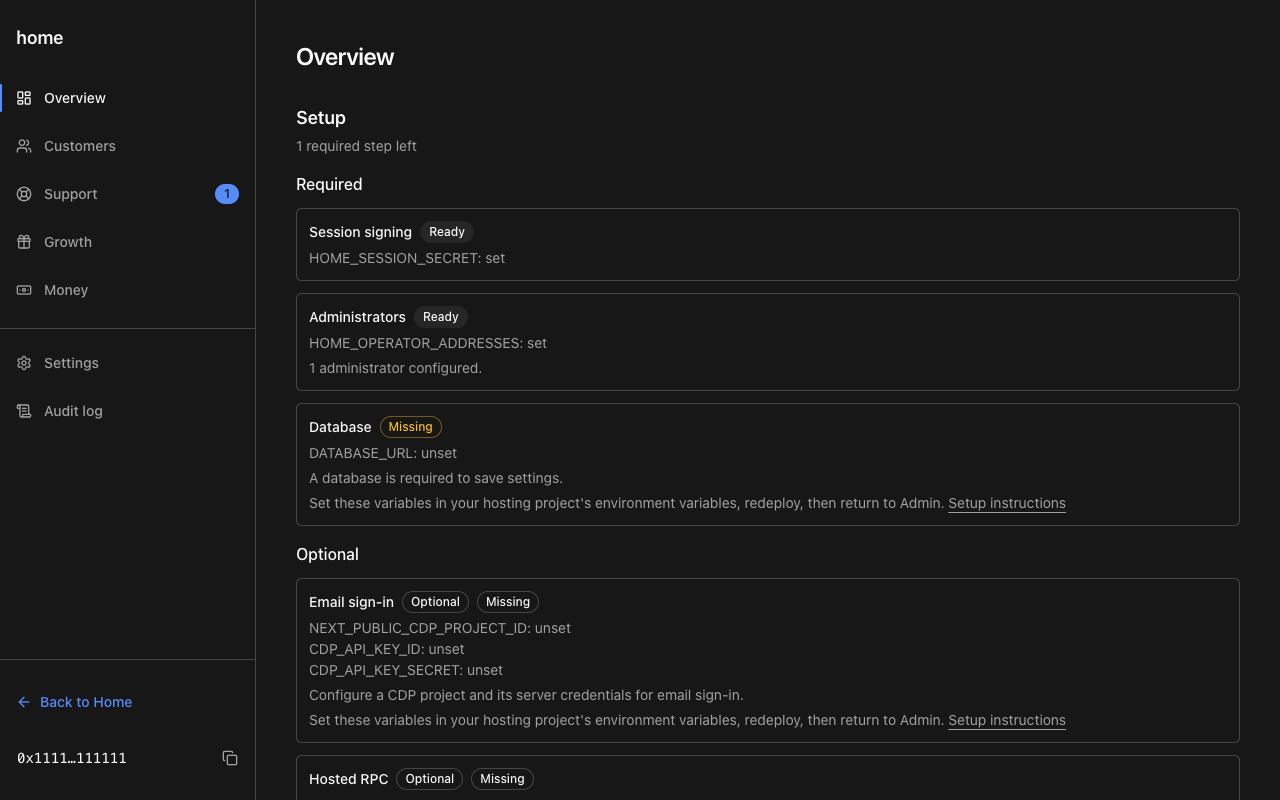 home
Overview
Customers
Support 1
Growth
Money
Settings
Audit log
Back to Home
0x1111…111111
Overview
Setup
1 required step left
Required
Session signing Ready
HOME_SESSION_SECRET: set
Administrators Ready
HOME_OPERATOR_ADDRESSES: set
1 administrator configured.
Database Missing
DATABASE_URL: unset
A database is required to save settings.
Set these variables in your hosting project's environment variables, redeploy, then return to Admin. Setup instructions
Optional
Email sign-in Optional Missing
NEXT_PUBLIC_CDP_PROJECT_ID: unset
CDP_API_KEY_ID: unset
CDP_API_KEY_SECRET: unset
Configure a CDP project and its server credentials for email sign-in.
Set these variables in your hosting project's environment variables, redeploy, then return to Admin. Setup instructions
Hosted RPC Optional Missing